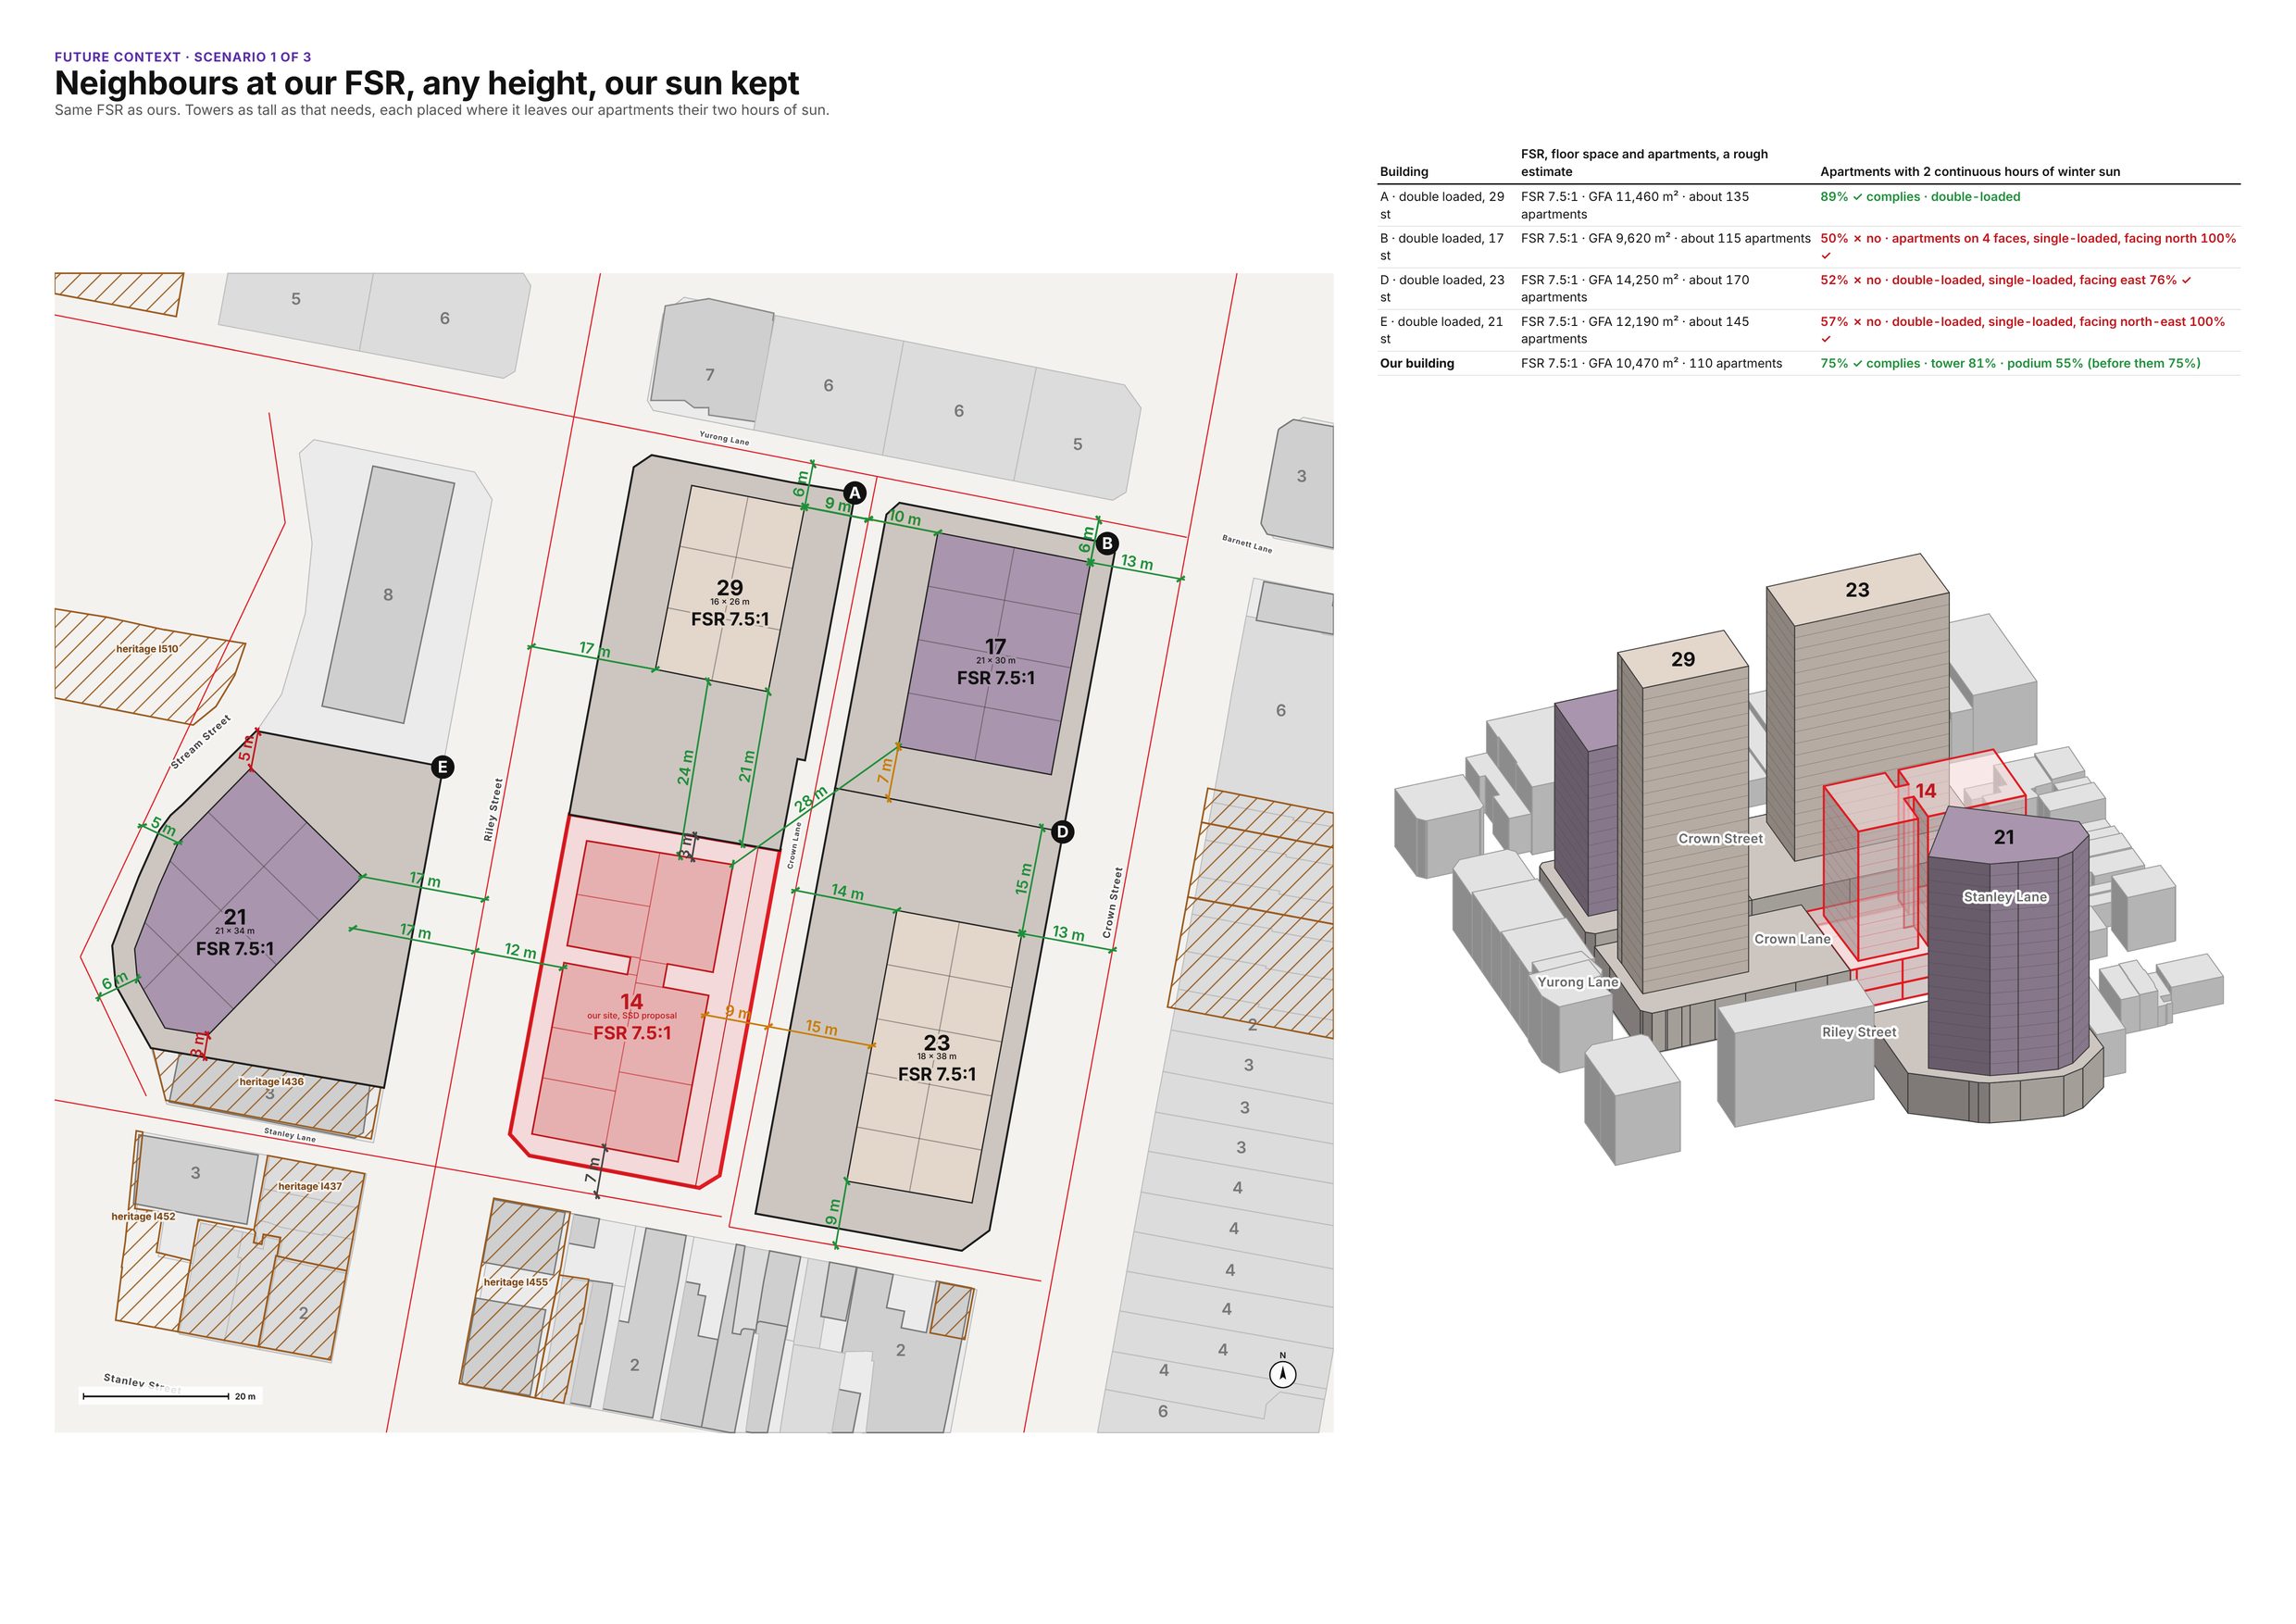 FUTURE CONTEXT · SCENARIO 1 OF 3
Neighbours at our FSR, any height, our sun kept
Same FSR as ours. Towers as tall as that needs, each placed where it leaves our apartments their two hours of sun.
Building
FSR, floor space and apartments, a rough
estimate
Apartments with 2 continuous hours of winter sun
A · double loaded, 29
st
FSR 7.5:1 · GFA 11,460 m² · about 135
apartments
89% ✓ complies · double-loaded
B · double loaded, 17
st
FSR 7.5:1 · GFA 9,620 m² · about 115 apartments
50% × no · apartments on 4 faces, single-loaded, facing north 100%
✓
D · double loaded, 23
st
FSR 7.5:1 · GFA 14,250 m² · about 170
apartments
52% × no · double-loaded, single-loaded, facing east 76% ✓
E · double loaded, 21
st
FSR 7.5:1 · GFA 12,190 m² · about 145
apartments
57% × no · double-loaded, single-loaded, facing north-east 100%
✓
Our building
FSR 7.5:1 · GFA 10,470 m² · 110 apartments
75% ✓ complies · tower 81% · podium 55% (before them 75%)
5
6
7
6
6
5
3
Yurong Lane
Barnett Lane
6 m
A
9 m
10 m
6 m
B
13 m
8
29
16 × 26 m
FSR 7.5:1
17
21 × 30 m
FSR 7.5:1
heritage I510
17 m
6
Stream Street
5 m
E
Riley Street
24 m
21 m
7 m
28 m
Crown Lane
3 m
D
5 m
17 m
14 m
15 m
Crown Street
13 m
21
21 × 34 m
FSR 7.5:1
17 m
12 m
6 m
14
our site, SSD proposal
FSR 7.5:1
9 m
15 m
23
18 × 38 m
FSR 7.5:1
3 m
heritage I436
3
Stanley Lane
7 m
9 m
3
heritage I437
heritage I452
2
heritage I455
2
2
2
3
3
3
4
4
4
4
4
4
6
N
Stanley Street
20 m
23
29
14
21
Crown Street
Stanley Lane
Crown Lane
Yurong Lane
Riley Street